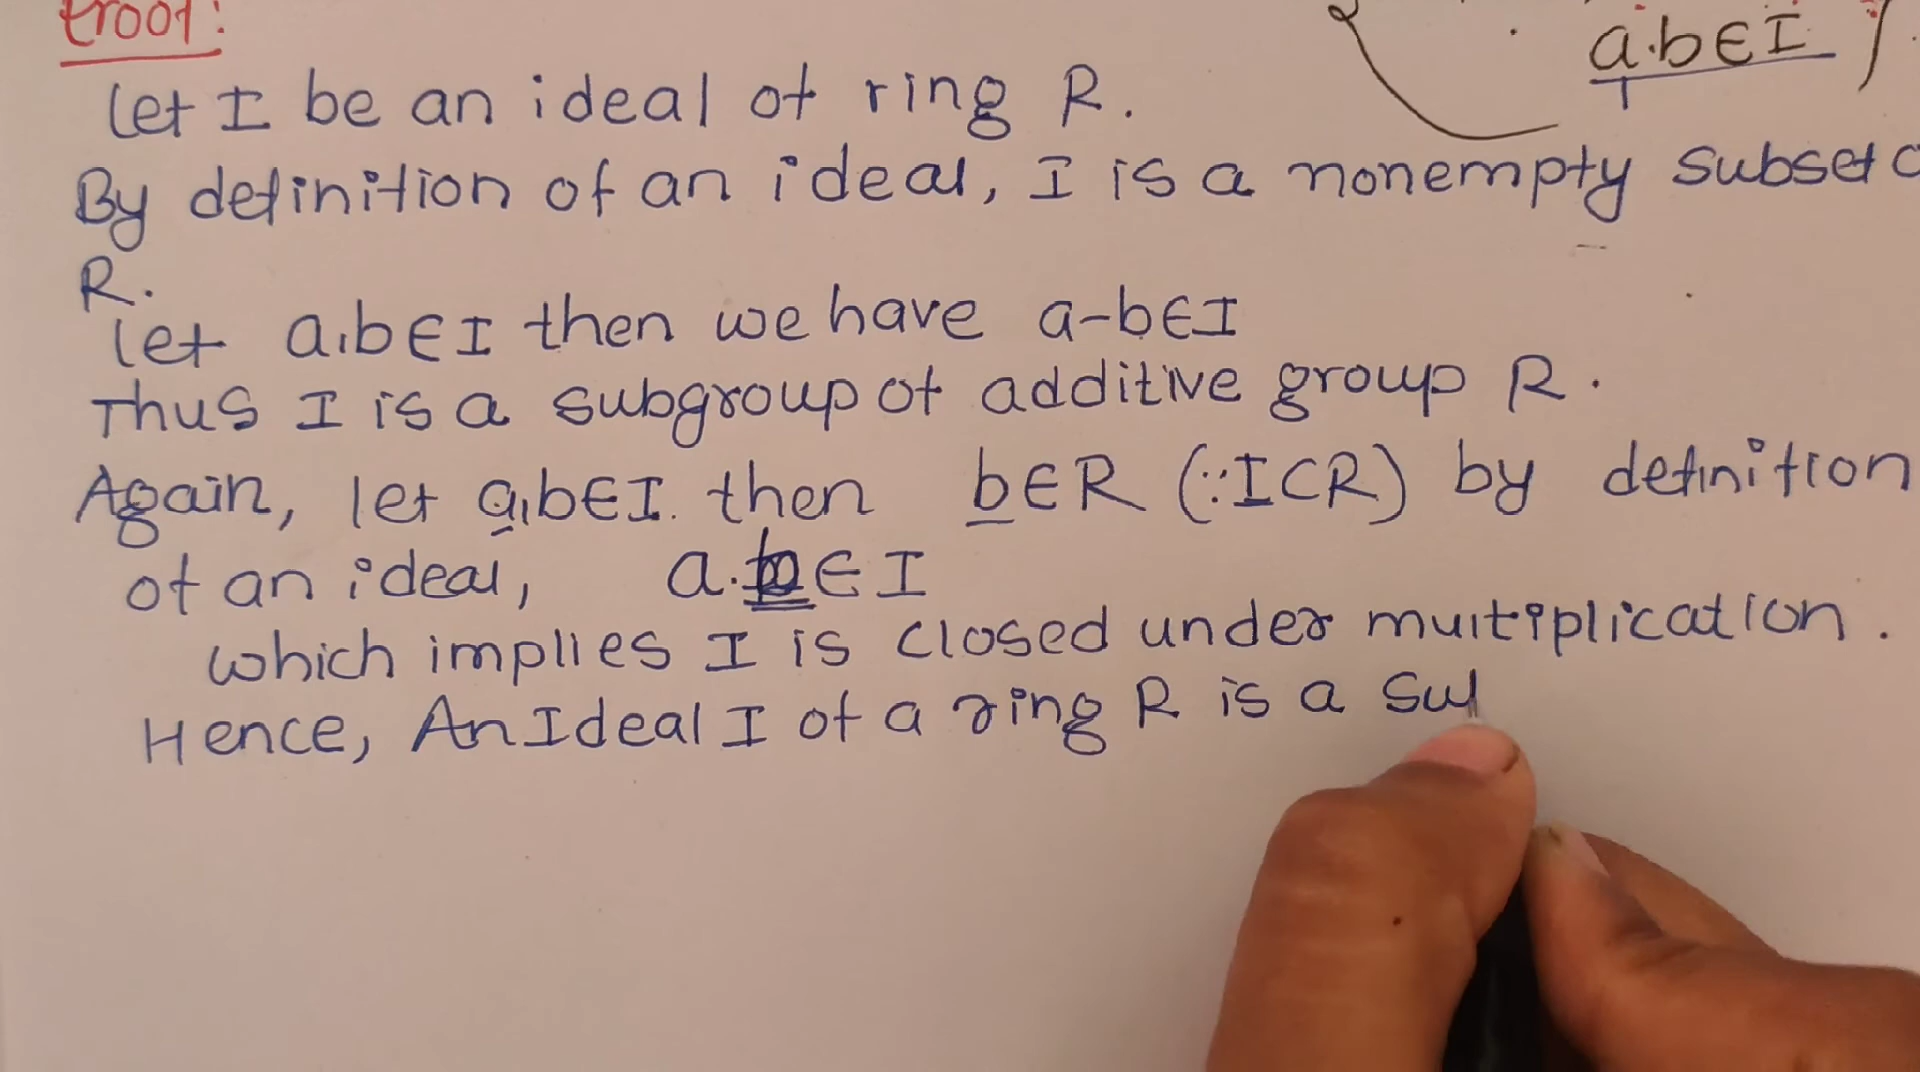 Proof:
a.b∈I
let I be an ideal of ring R.
By definition of an ideal, I is a nonempty subset
R.
let a,b∈I then we have a-b∈I
Thus I is a subgroup of additive group R.
Again, let a,b∈I. then b∈R (∵I⊂R) by definition
of an ideal, a.b∈I
which implies I is closed under multiplication.
Hence, An Ideal I of a ring R is a sub